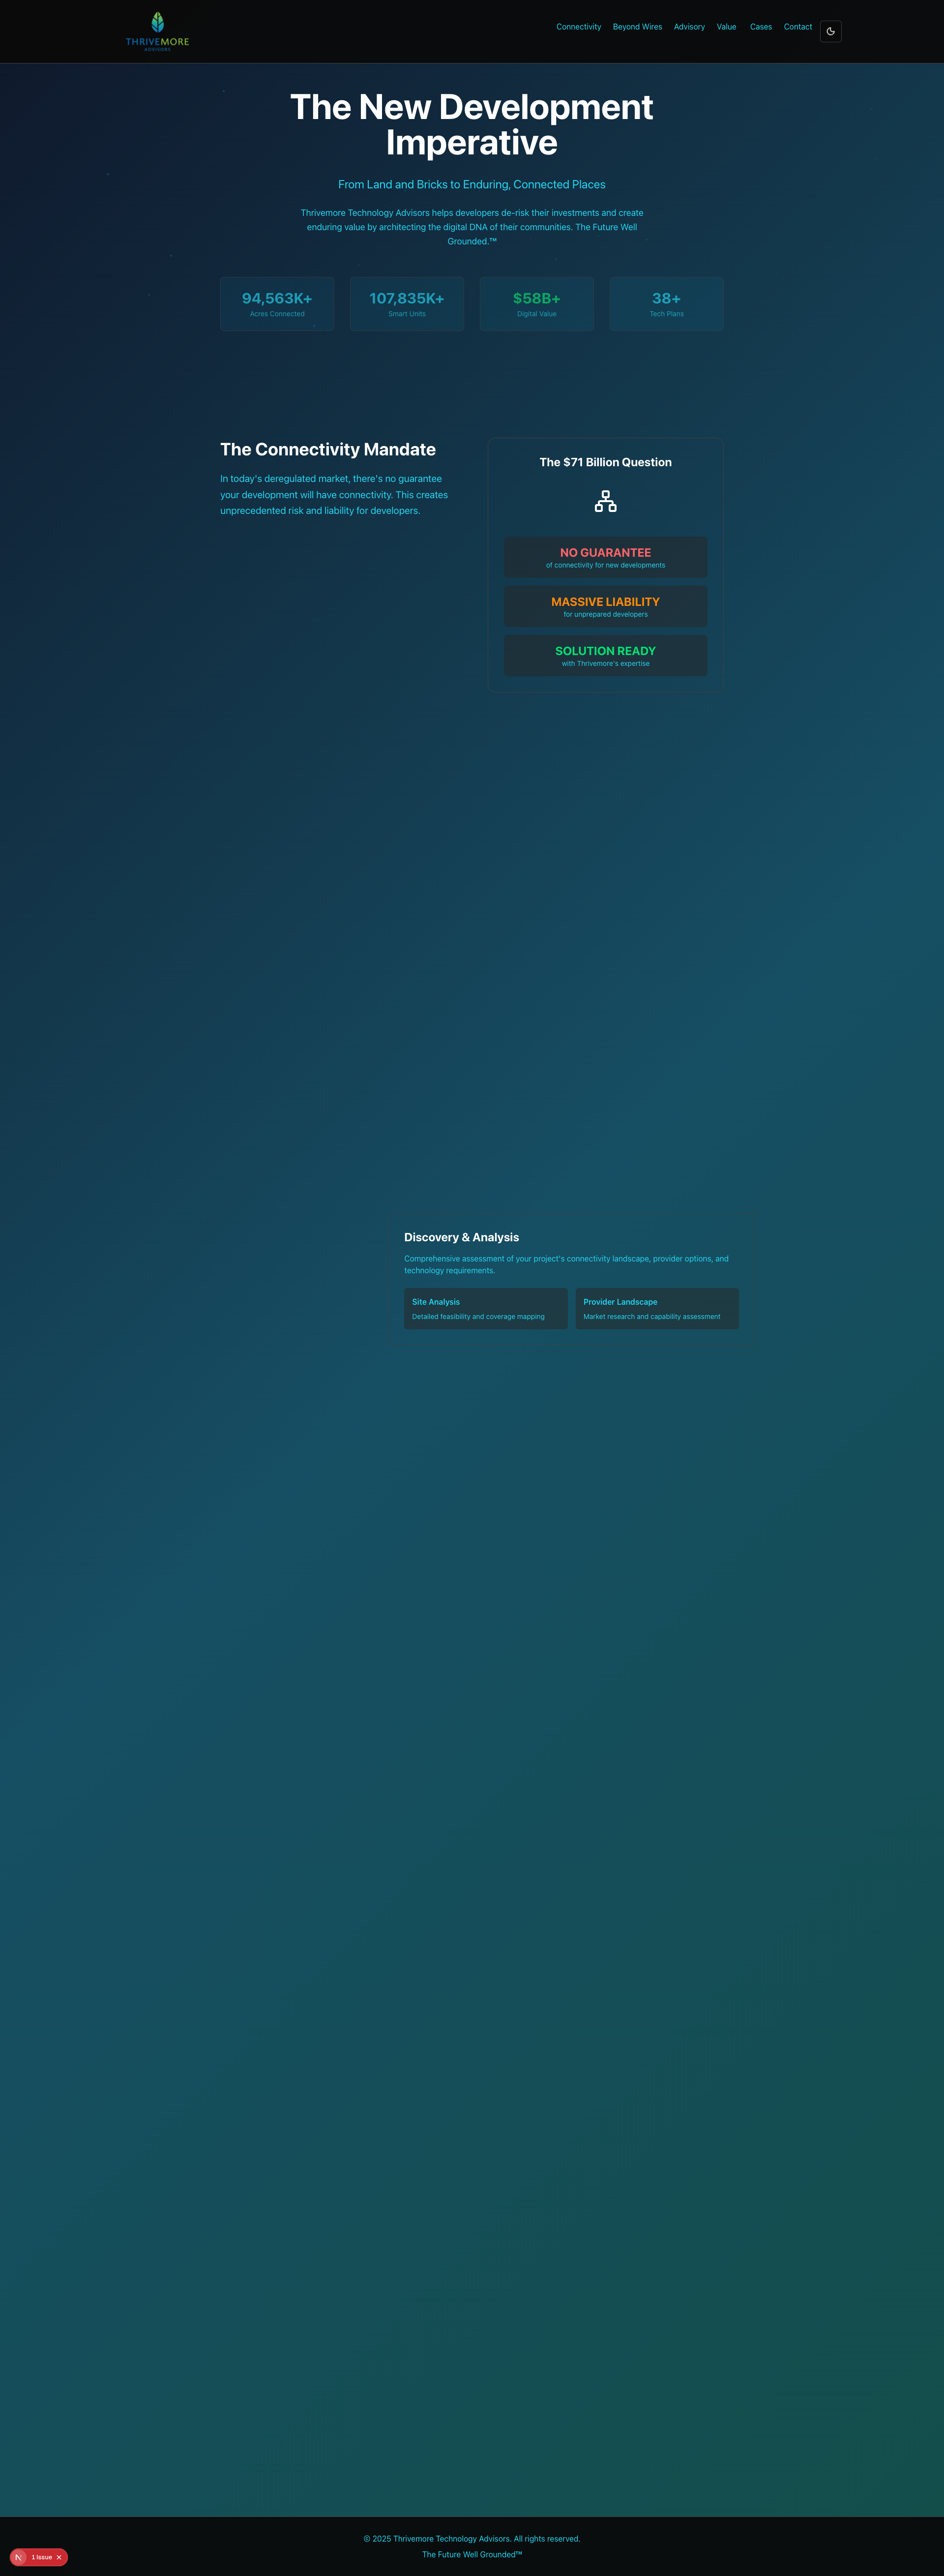 THRIVEMORE
ADVISORS
Connectivity
Beyond Wires
Advisory
Value
Cases
Contact
The New Development
Imperative
From Land and Bricks to Enduring, Connected Places
Thrivemore Technology Advisors helps developers de-risk their investments and create
enduring value by architecting the digital DNA of their communities. The Future Well
Grounded.™
94,563K+
Acres Connected
107,835K+
Smart Units
$58B+
Digital Value
38+
Tech Plans
The Connectivity Mandate
In today's deregulated market, there's no guarantee
your development will have connectivity. This creates
unprecedented risk and liability for developers.
The $71 Billion Question
NO GUARANTEE
of connectivity for new developments
MASSIVE LIABILITY
for unprepared developers
SOLUTION READY
with Thrivemore's expertise
Discovery & Analysis
Comprehensive assessment of your project's connectivity landscape, provider options, and
technology requirements.
Site Analysis
Detailed feasibility and coverage mapping
Provider Landscape
Market research and capability assessment
© 2025 Thrivemore Technology Advisors. All rights reserved.
The Future Well Grounded™
N
1 Issue